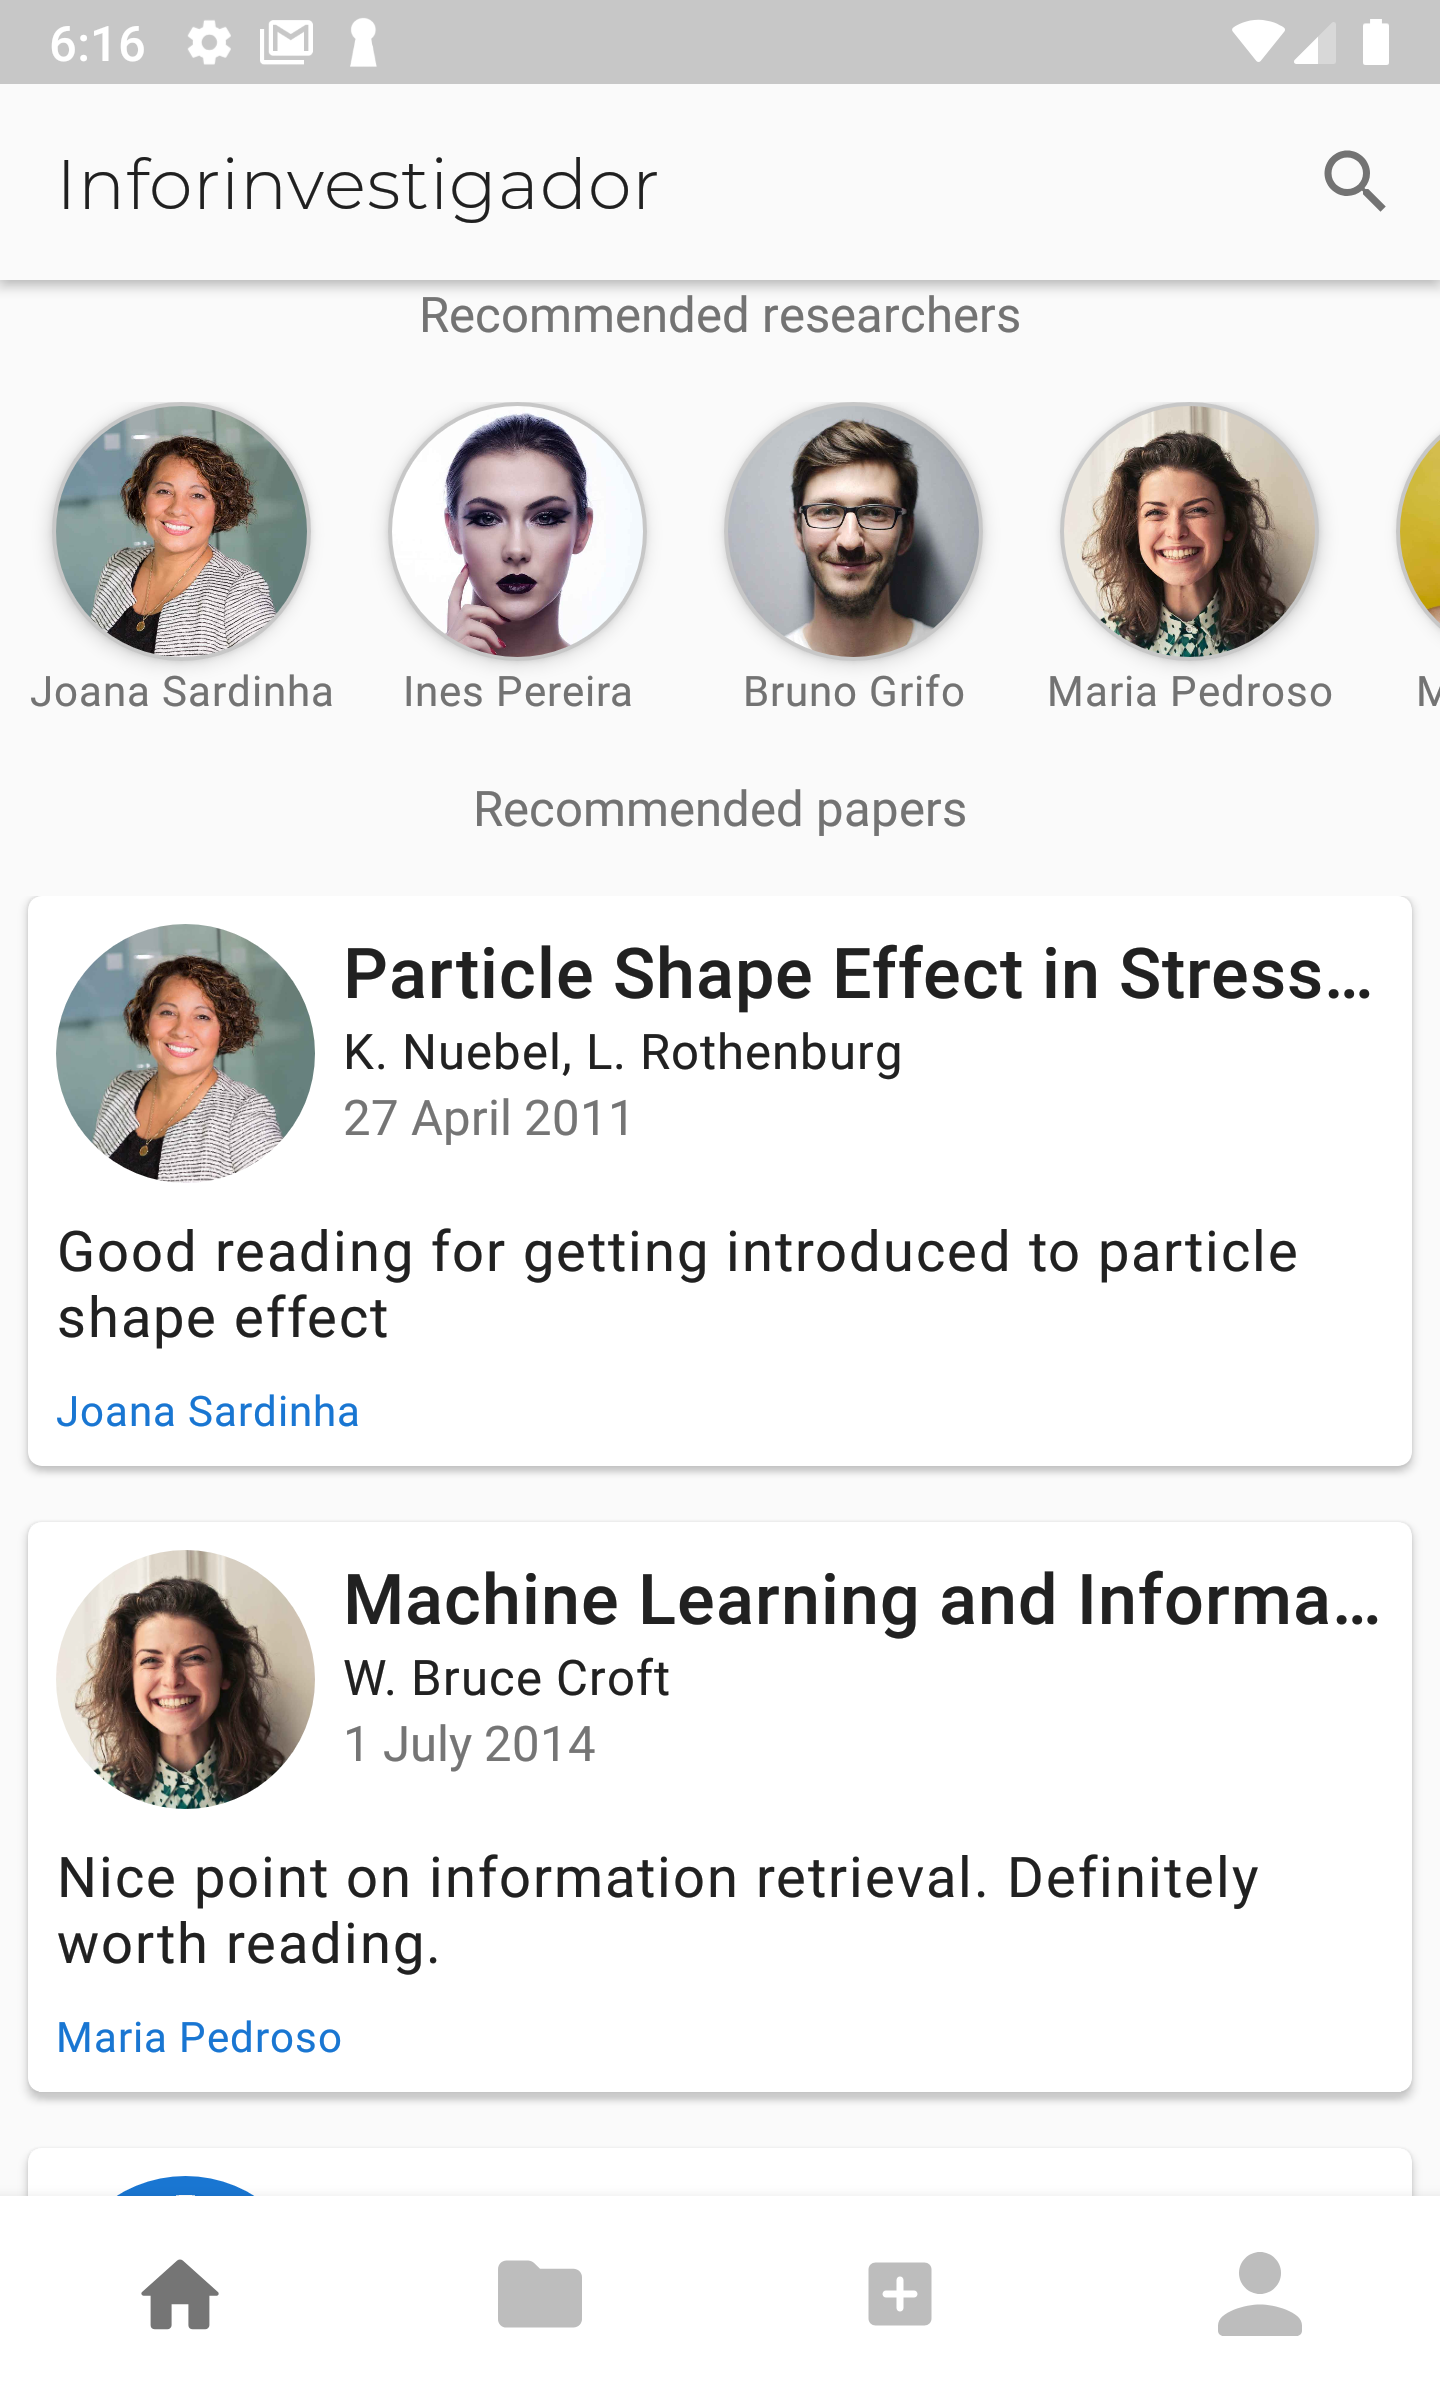 6:16
Inforinvestigador
Recommended researchers
Joana Sardinha
Ines Pereira
Bruno Grifo
Maria Pedroso
M
Recommended papers
Particle Shape Effect in Stress...
K. Nuebel, L. Rothenburg
27 April 2011
Good reading for getting introduced to particle
shape effect
Joana Sardinha
Machine Learning and Informa...
W. Bruce Croft
1 July 2014
Nice point on information retrieval. Definitely
worth reading.
Maria Pedroso